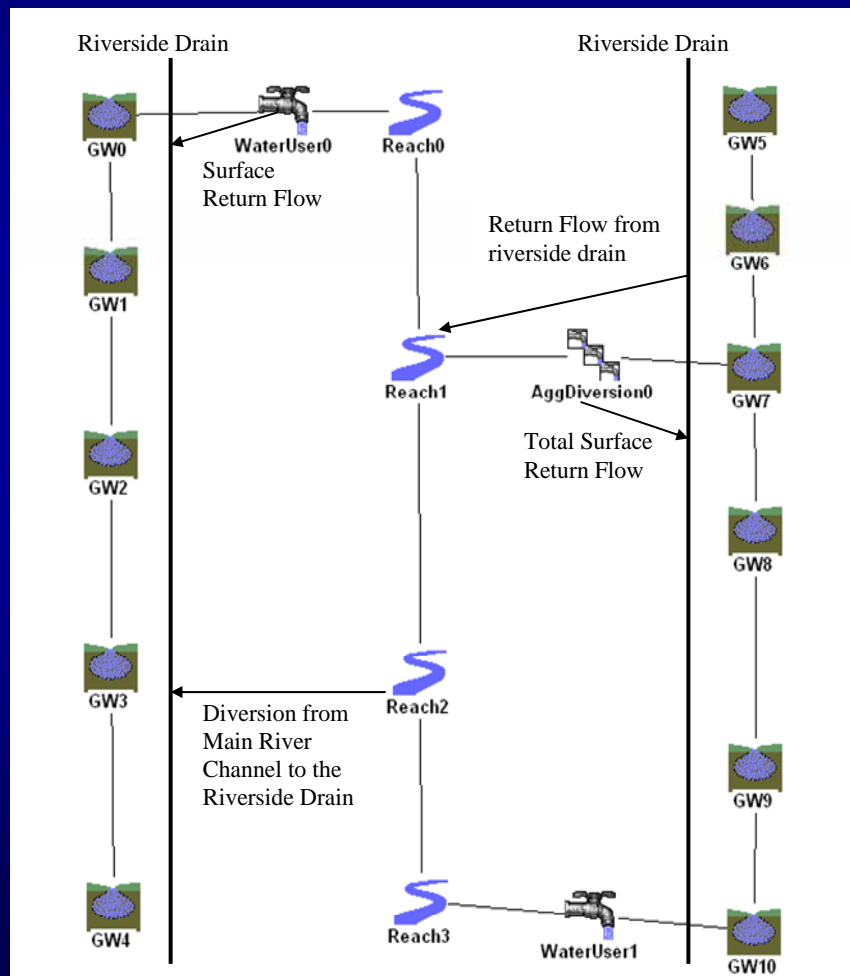 Riverside Drain
Riverside Drain
GW0
WaterUser0
Reach0
GW5
Surface
Return Flow
Return Flow from
riverside drain
GW6
GW1
Reach1
AggDiversion0
GW7
Total Surface
Return Flow
GW2
GW8
GW3
Reach2
Diversion from
Main River
Channel to the
Riverside Drain
GW9
GW4
Reach3
WaterUser1
GW10